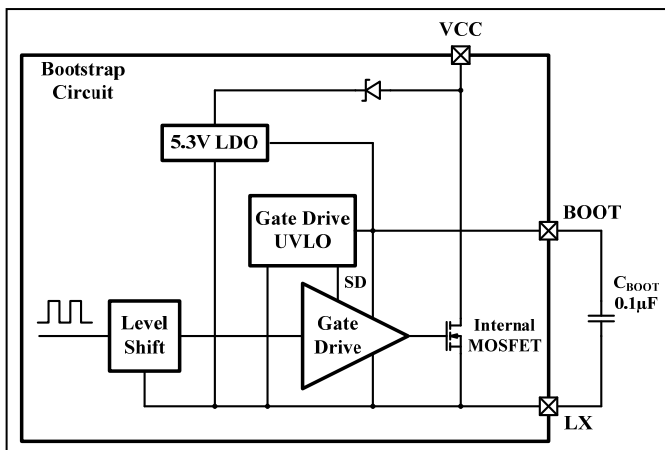 VCC
Bootstrap
Circuit
5.3V LDO
BOOT
Gate Drive
UVLO
SD
CBOOT
0.1μF
Level
Shift
Gate
Drive
Internal
MOSFET
LX